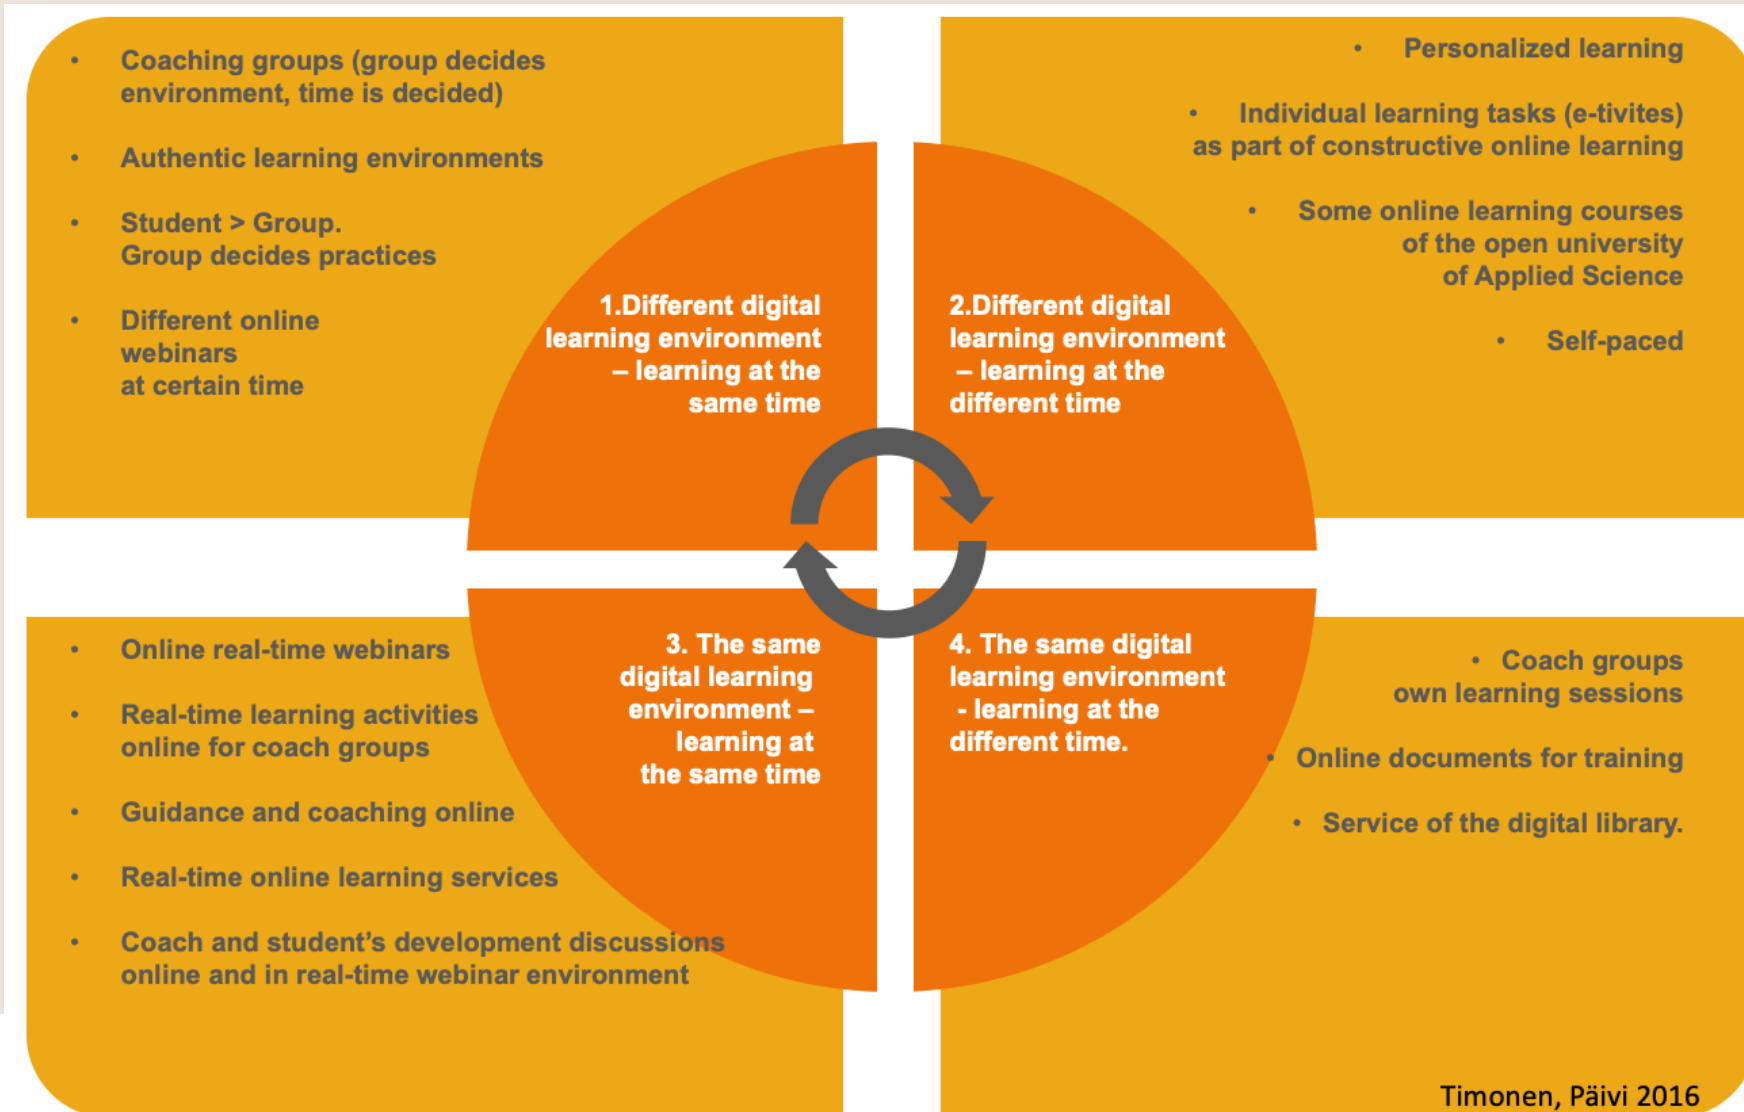 • Coaching groups (group decides
environment, time is decided)
• Authentic learning environments
• Student > Group.
Group decides practices
• Different online
webinars
at certain time
1.Different digital
learning environment
– learning at the
same time
• Personalized learning
• Individual learning tasks (e-tivites)
as part of constructive online learning
• Some online learning courses
of the open university
of Applied Science
• Self-paced
2.Different digital
learning environment
– learning at the
different time
• Online real-time webinars
• Real-time learning activities
online for coach groups
• Guidance and coaching online
• Real-time online learning services
• Coach and student’s development discussions
online and in real-time webinar environment
3. The same
digital learning
environment –
learning at
the same time
4. The same digital
learning environment
- learning at the
different time.
• Coach groups
own learning sessions
• Online documents for training
• Service of the digital library.
Timonen, Päivi 2016